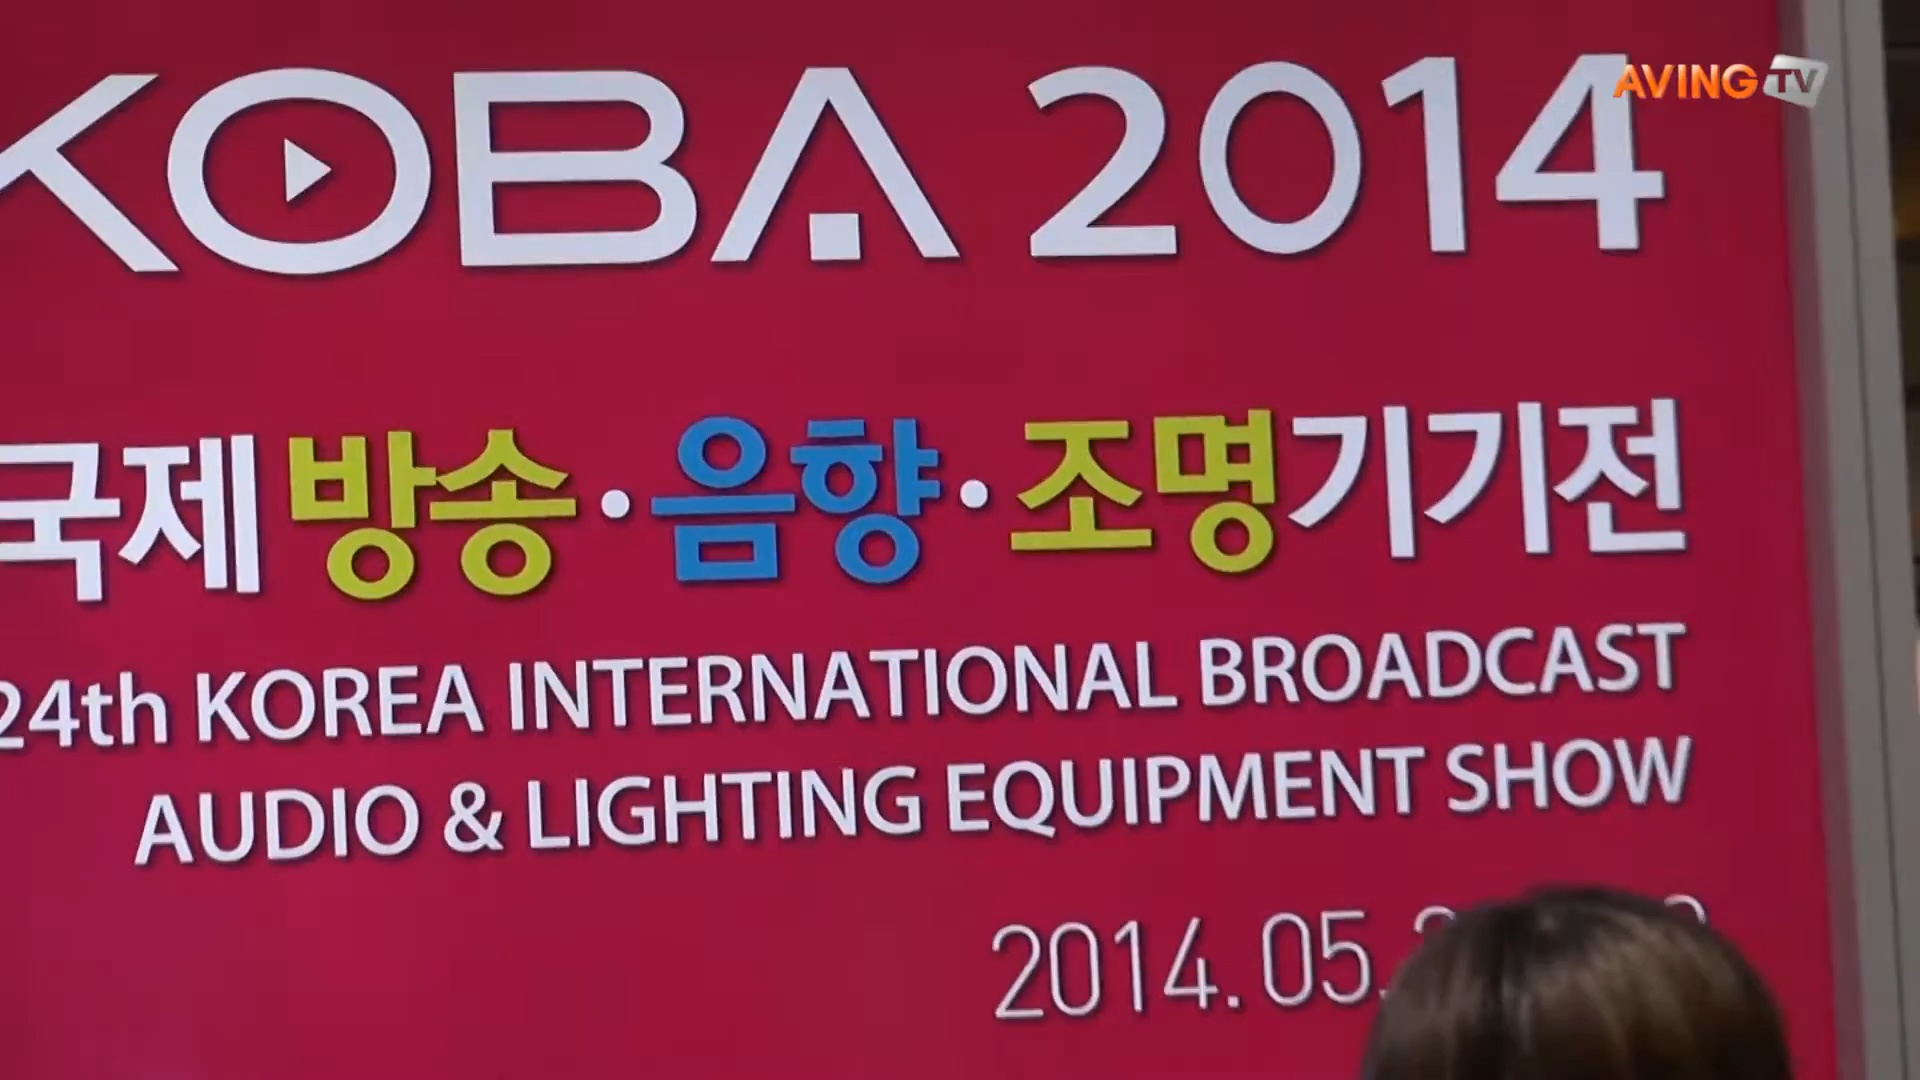 KOBA 2014
AVING TV
국제방송·음향·조명기기전
24th KOREA INTERNATIONAL BROADCAST
AUDIO & LIGHTING EQUIPMENT SHOW
2014.05.